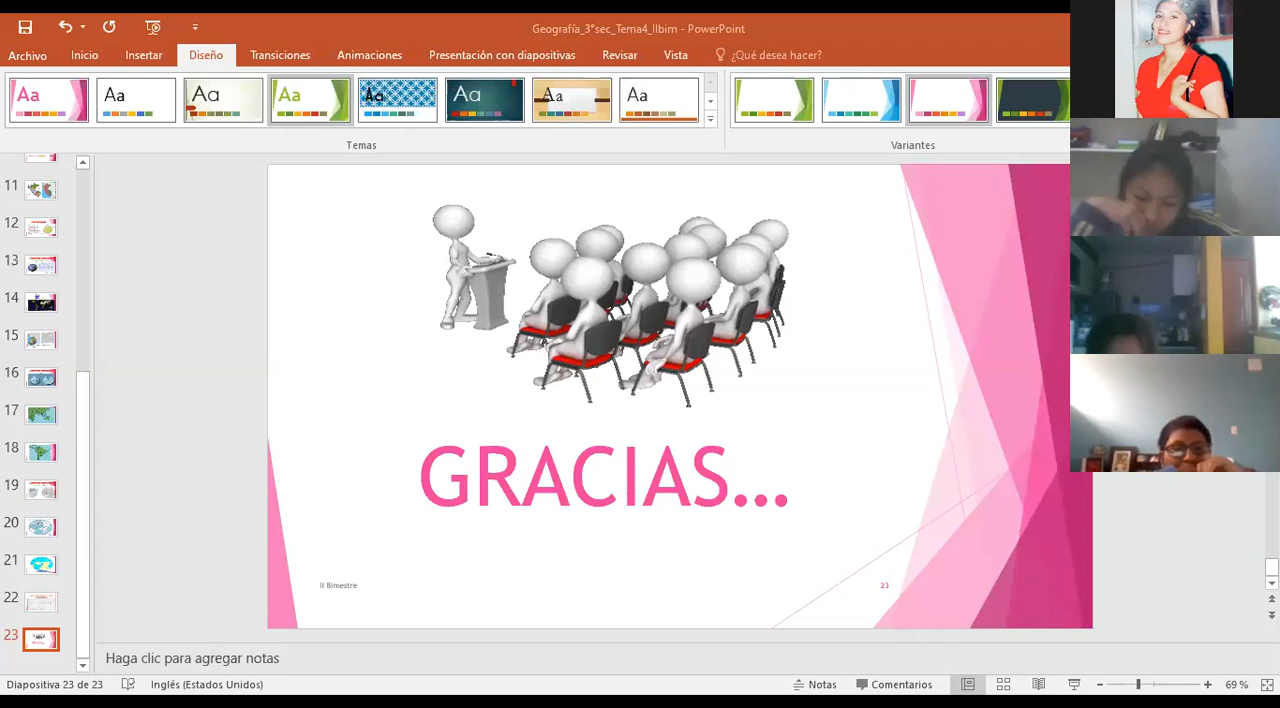 Geografía_3°sec_Tema4_IIbim - PowerPoint
Archivo Inicio Insertar Diseño Transiciones Animaciones Presentación con diapositivas Revisar Vista ¿Qué desea hacer?
Aa Aa Aa Aa Aa Aa Aa Aa
Temas Variantes
11
12
13
14
15
16
17
18
19
20
21
22
23
GRACIAS...
II Bimestre 23
Haga clic para agregar notas
Diapositiva 23 de 23 Inglés (Estados Unidos) Notas Comentarios 69 %